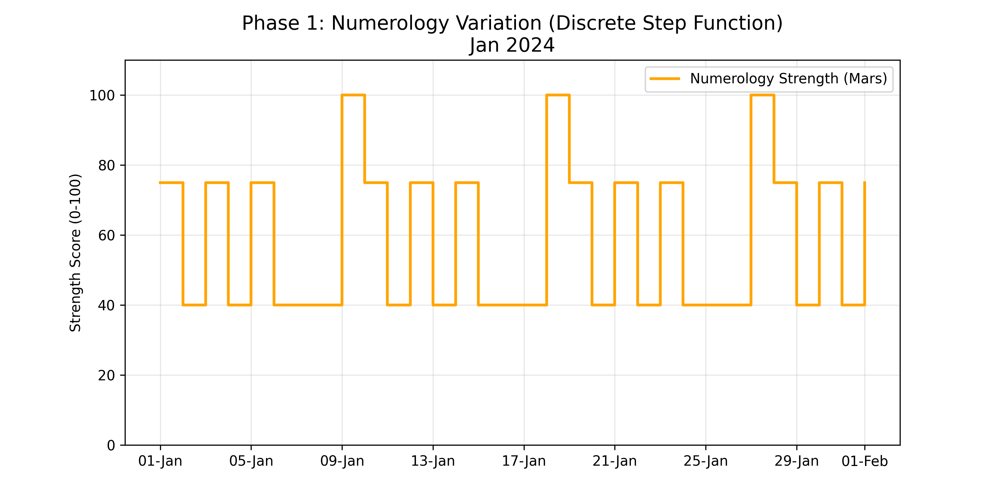 Phase 1: Numerology Variation (Discrete Step Function)
Jan 2024
Numerology Strength (Mars)
Strength Score (0-100)
100
80
60
40
20
0
01-Jan
05-Jan
09-Jan
13-Jan
17-Jan
21-Jan
25-Jan
29-Jan
01-Feb